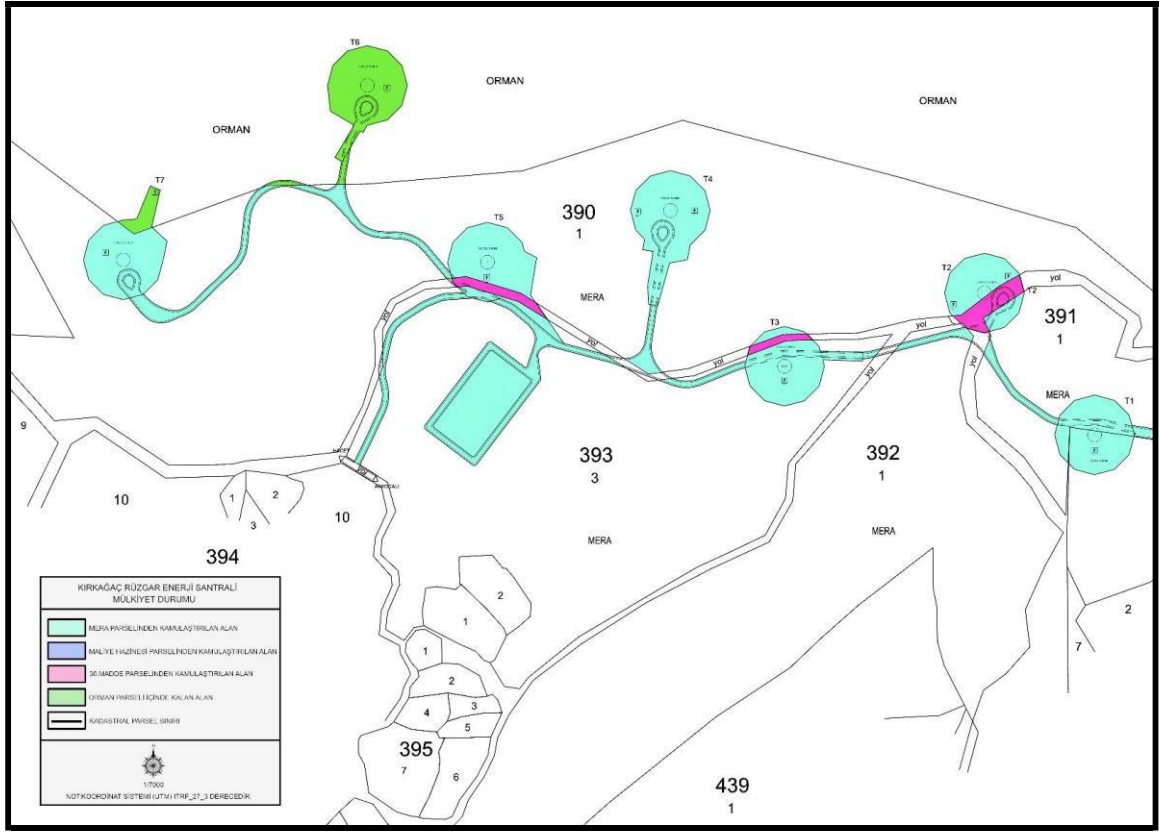 T6
ORMAN
ORMAN
ORMAN
T7
T4
T5
390
1
MERA
T2
yol
T2
391
1
yol
yol
T3
yol
yol
yol
yol
MERA
T1
9
393
3
392
1
yol
10
1
2
3
10
394
MERA
MERA
2
1
1
2
3
4
5
395
7
6
2
7
439
1
KIRKAĞAÇ RÜZGAR ENERJİ SANTRALİ
MÜLKİYET DURUMU
MERA PARSELİNDEN KAMULAŞTIRILAN ALAN
MALİYE HAZİNESİ PARSELİNDEN KAMULAŞTIRILAN ALAN
30.MADDE PARSELİNDEN KAMULAŞTIRILAN ALAN
ORMAN PARSELİ İÇİNDE KALAN ALAN
KADASTRAL PARSEL SINIRI
1/7000
NOT:KOORDİNAT SİSTEMİ (UTM) ITRF_27_3 DERECEDİR.